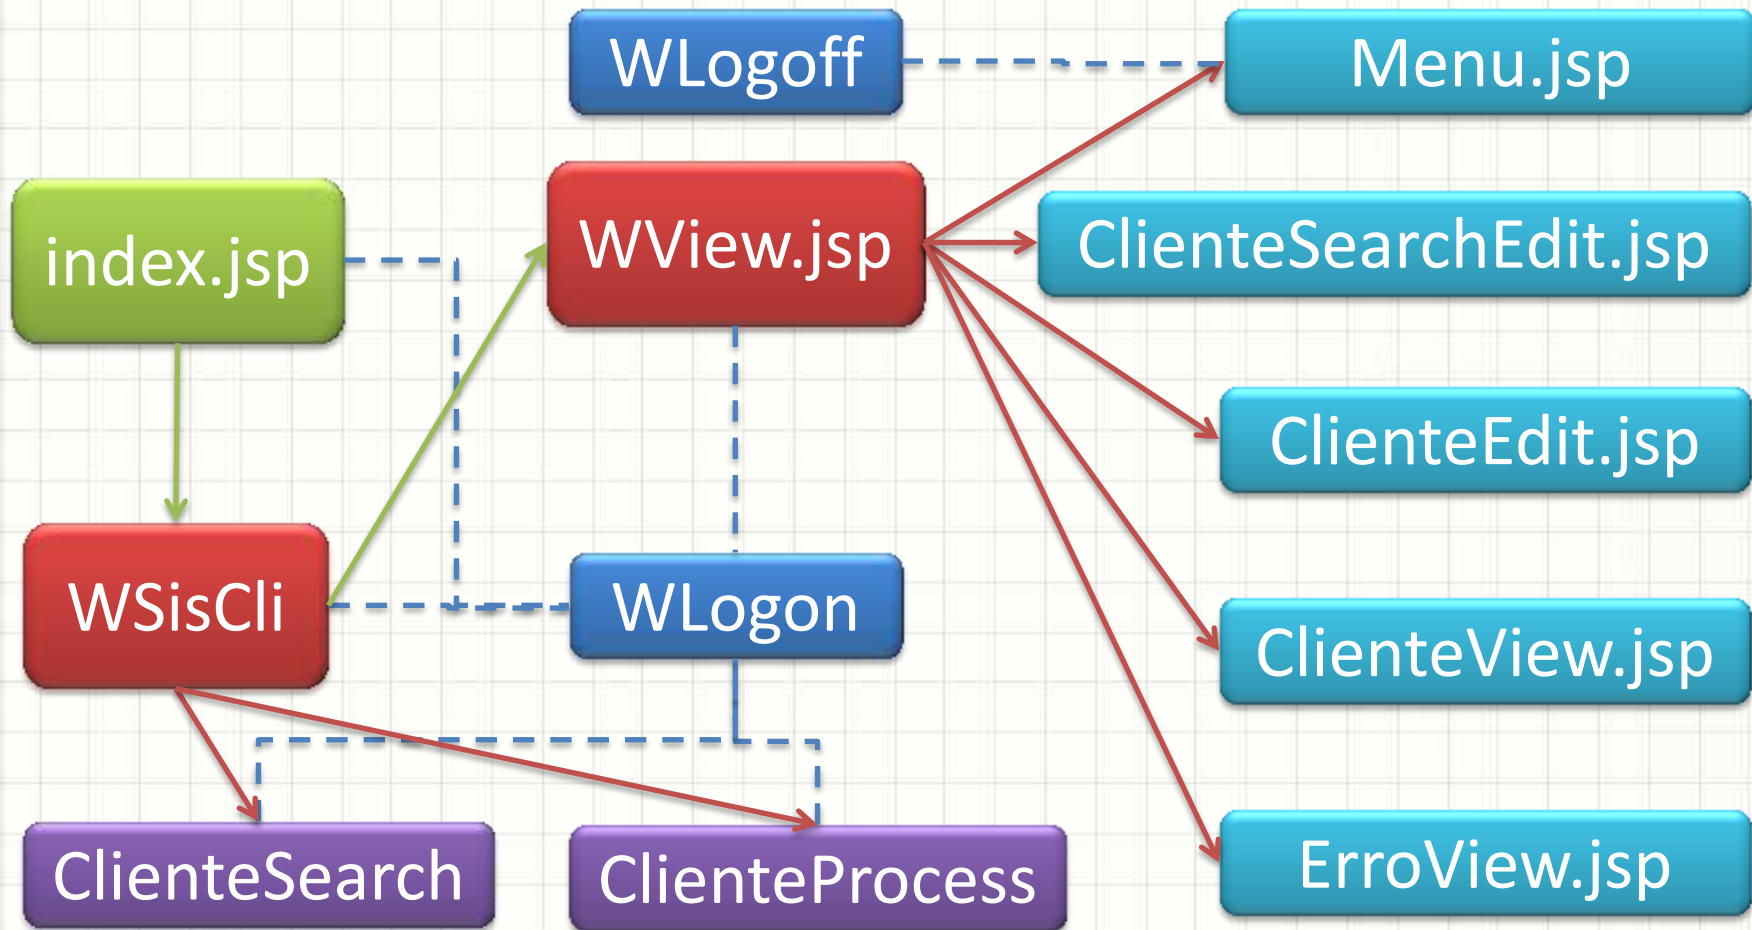 WLogoff
Menu.jsp
index.jsp
WView.jsp
ClienteSearchEdit.jsp
ClienteEdit.jsp
WSisCli
WLogon
ClienteView.jsp
ClienteSearch
ClienteProcess
ErroView.jsp